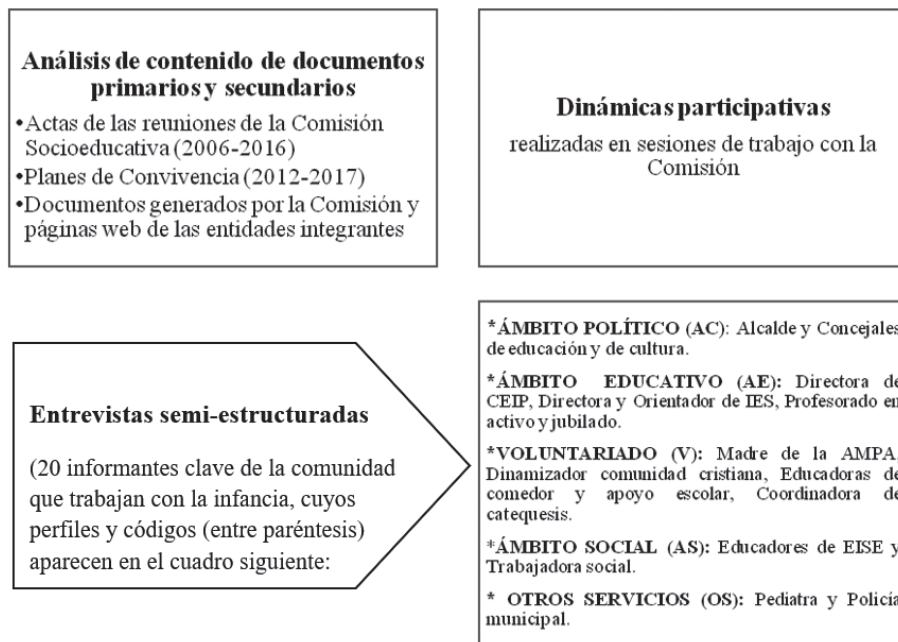 Análisis de contenido de documentos
primarios y secundarios
•Actas de las reuniones de la Comisión
Socioeducativa (2006-2016)
•Planes de Convivencia (2012-2017)
•Documentos generados por la Comisión y
páginas web de las entidades integrantes
Dinámicas participativas
realizadas en sesiones de trabajo con la
Comisión
Entrevistas semi-estructuradas
(20 informantes clave de la comunidad
que trabajan con la infancia, cuyos
perfiles y códigos (entre paréntesis)
aparecen en el cuadro siguiente:
*ÁMBITO POLÍTICO (AC): Alcalde y Concejales
de educación y de cultura.
*ÁMBITO EDUCATIVO (AE): Directora de
CEIP, Directora y Orientador de IES, Profesorado en
activo y jubilado.
*VOLUNTARIADO (V): Madre de la AMPA,
Dinamizador comunidad cristiana, Educadoras de
comedor y apoyo escolar, Coordinadora de
catequesis.
*ÁMBITO SOCIAL (AS): Educadores de EISE y
Trabajadora social.
* OTROS SERVICIOS (OS): Pediatra y Policía
municipal.